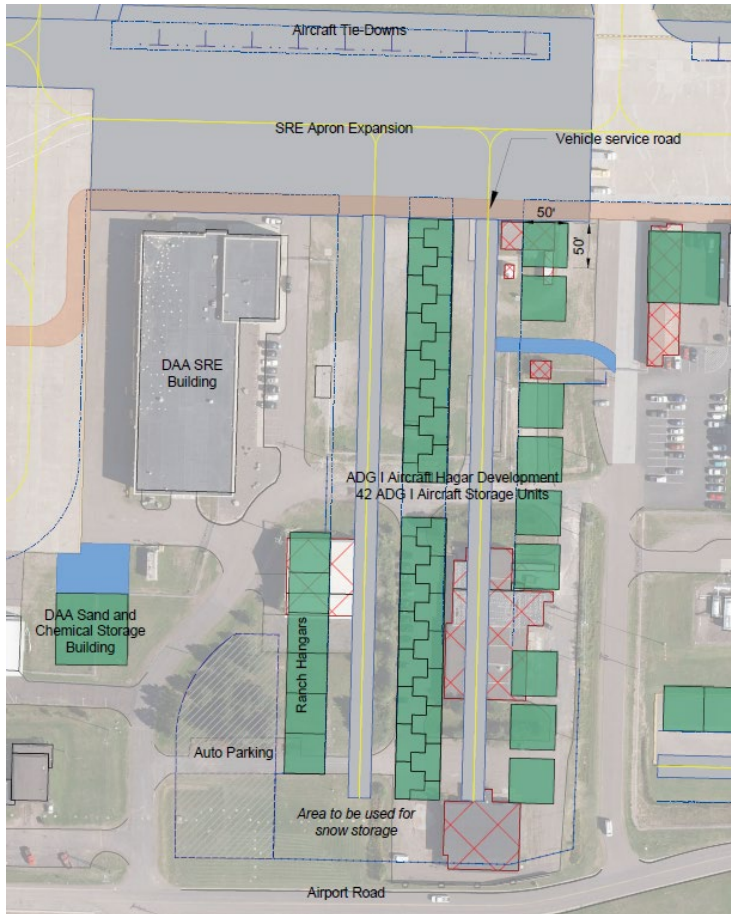 Aircraft Tie-Downs
SRE Apron Expansion
Vehicle service road
50'
50'
DAA SRE
Building
ADG I Aircraft Hagar Development
42 ADG I Aircraft Storage Units
DAA Sand and
Chemical Storage
Building
Ranch Hangars
Auto Parking
Area to be used for
snow storage
Airport Road